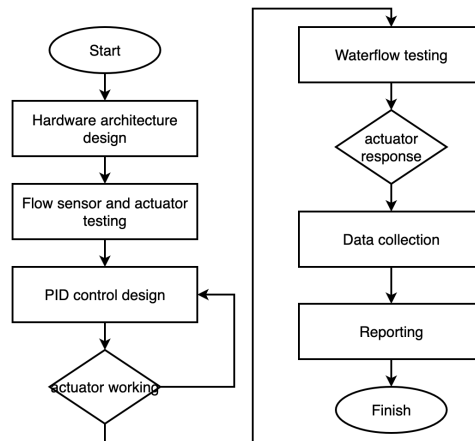 Start
Hardware architecture
design
Flow sensor and actuator
testing
PID control design
actuator working
Waterflow testing
actuator
response
Data collection
Reporting
Finish